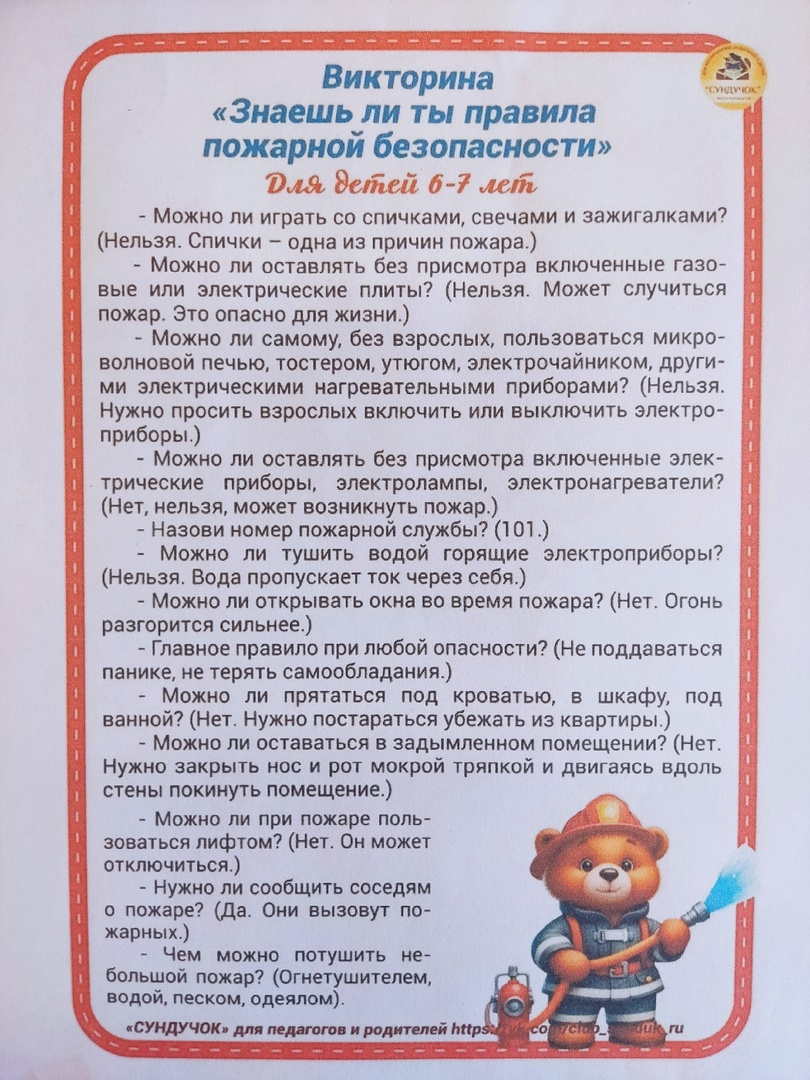 "СУНДУЧОК"
Викторина
«Знаешь ли ты правила
пожарной безопасности»
Для детей 6-7 лет
- Можно ли играть со спичками, свечами и зажигалками?
(Нельзя. Спички – одна из причин пожара.)
- Можно ли оставлять без присмотра включенные газо-
вые или электрические плиты? (Нельзя. Может случиться
пожар. Это опасно для жизни.)
- Можно ли самому, без взрослых, пользоваться микро-
волновой печью, тостером, утюгом, электрочайником, други-
ми электрическими нагревательными приборами? (Нельзя.
Нужно просить взрослых включить или выключить электро-
приборы.)
- Можно ли оставлять без присмотра включенные элек-
трические приборы, электролампы, электронагреватели?
(Нет, нельзя, может возникнуть пожар.)
- Назови номер пожарной службы? (101.)
- Можно ли тушить водой горящие электроприборы?
(Нельзя. Вода пропускает ток через себя.)
- Можно ли открывать окна во время пожара? (Нет. Огонь
разгорится сильнее.)
- Главное правило при любой опасности? (Не поддаваться
панике, не терять самообладания.)
- Можно ли прятаться под кроватью, в шкафу, под
ванной? (Нет. Нужно постараться убежать из квартиры.)
- Можно ли оставаться в задымленном помещении? (Нет.
Нужно закрыть нос и рот мокрой тряпкой и двигаясь вдоль
стены покинуть помещение.)
- Можно ли при пожаре поль-
зоваться лифтом? (Нет. Он может
отключиться.)
- Нужно ли сообщить соседям
о пожаре? (Да. Они вызовут по-
жарных.)
- Чем можно потушить не-
большой пожар? (Огнетушителем,
водой, песком, одеялом).
«СУНДУЧОК» для педагогов и родителей